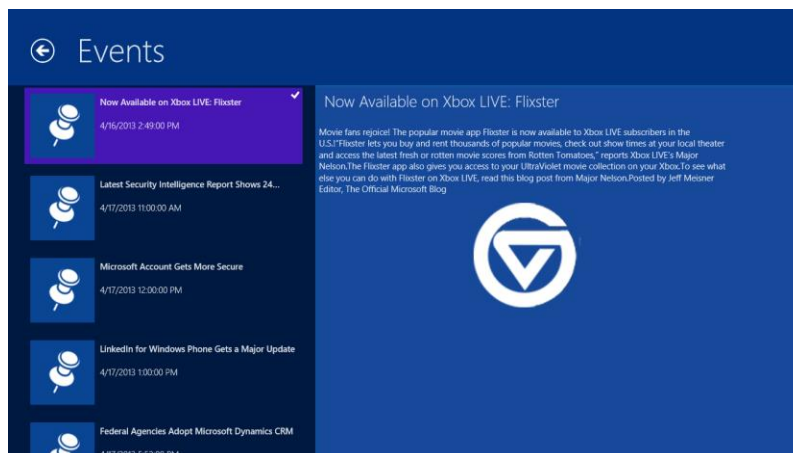 Events
Now Available on Xbox LIVE: Flixster
4/16/2013 2:49:00 PM
Latest Security Intelligence Report Shows 24...
4/17/2013 11:00:00 AM
Microsoft Account Gets More Secure
4/17/2013 12:00:00 PM
LinkedIn for Windows Phone Gets a Major Update
4/17/2013 1:00:00 PM
Federal Agencies Adopt Microsoft Dynamics CRM
Now Available on Xbox LIVE: Flixster
Movie fans rejoice! The popular movie app Flixster is now available to Xbox LIVE subscribers in the
U.S.!"Flixster lets you buy and rent thousands of popular movies, check out show times at your local theater
and access the latest fresh or rotten movie scores from Rotten Tomatoes," reports Xbox LIVE's Major
Nelson.The Flixster app also gives you access to your UltraViolet movie collection on your Xbox.To see what
else you can do with Flixster on Xbox LIVE, read this blog post from Major Nelson.Posted by Jeff Meisner
Editor, The Official Microsoft Blog